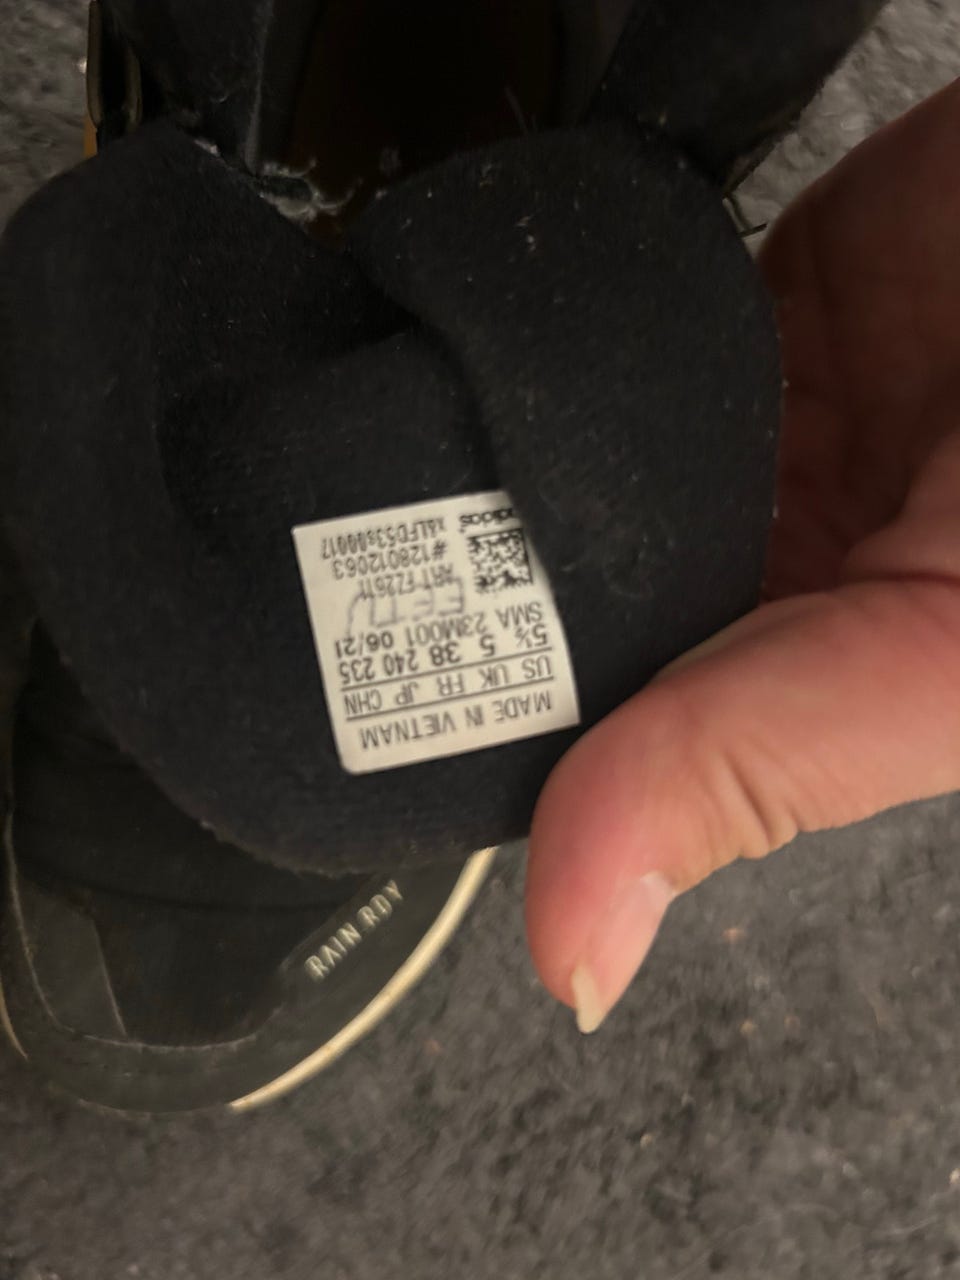 MADE IN VIETNAM
US UK FR JP CHN
5½ 5 38 240 235
SMA 23M001 06/21
ART FZ2611
#128012063
adidas
RAIN.RDY